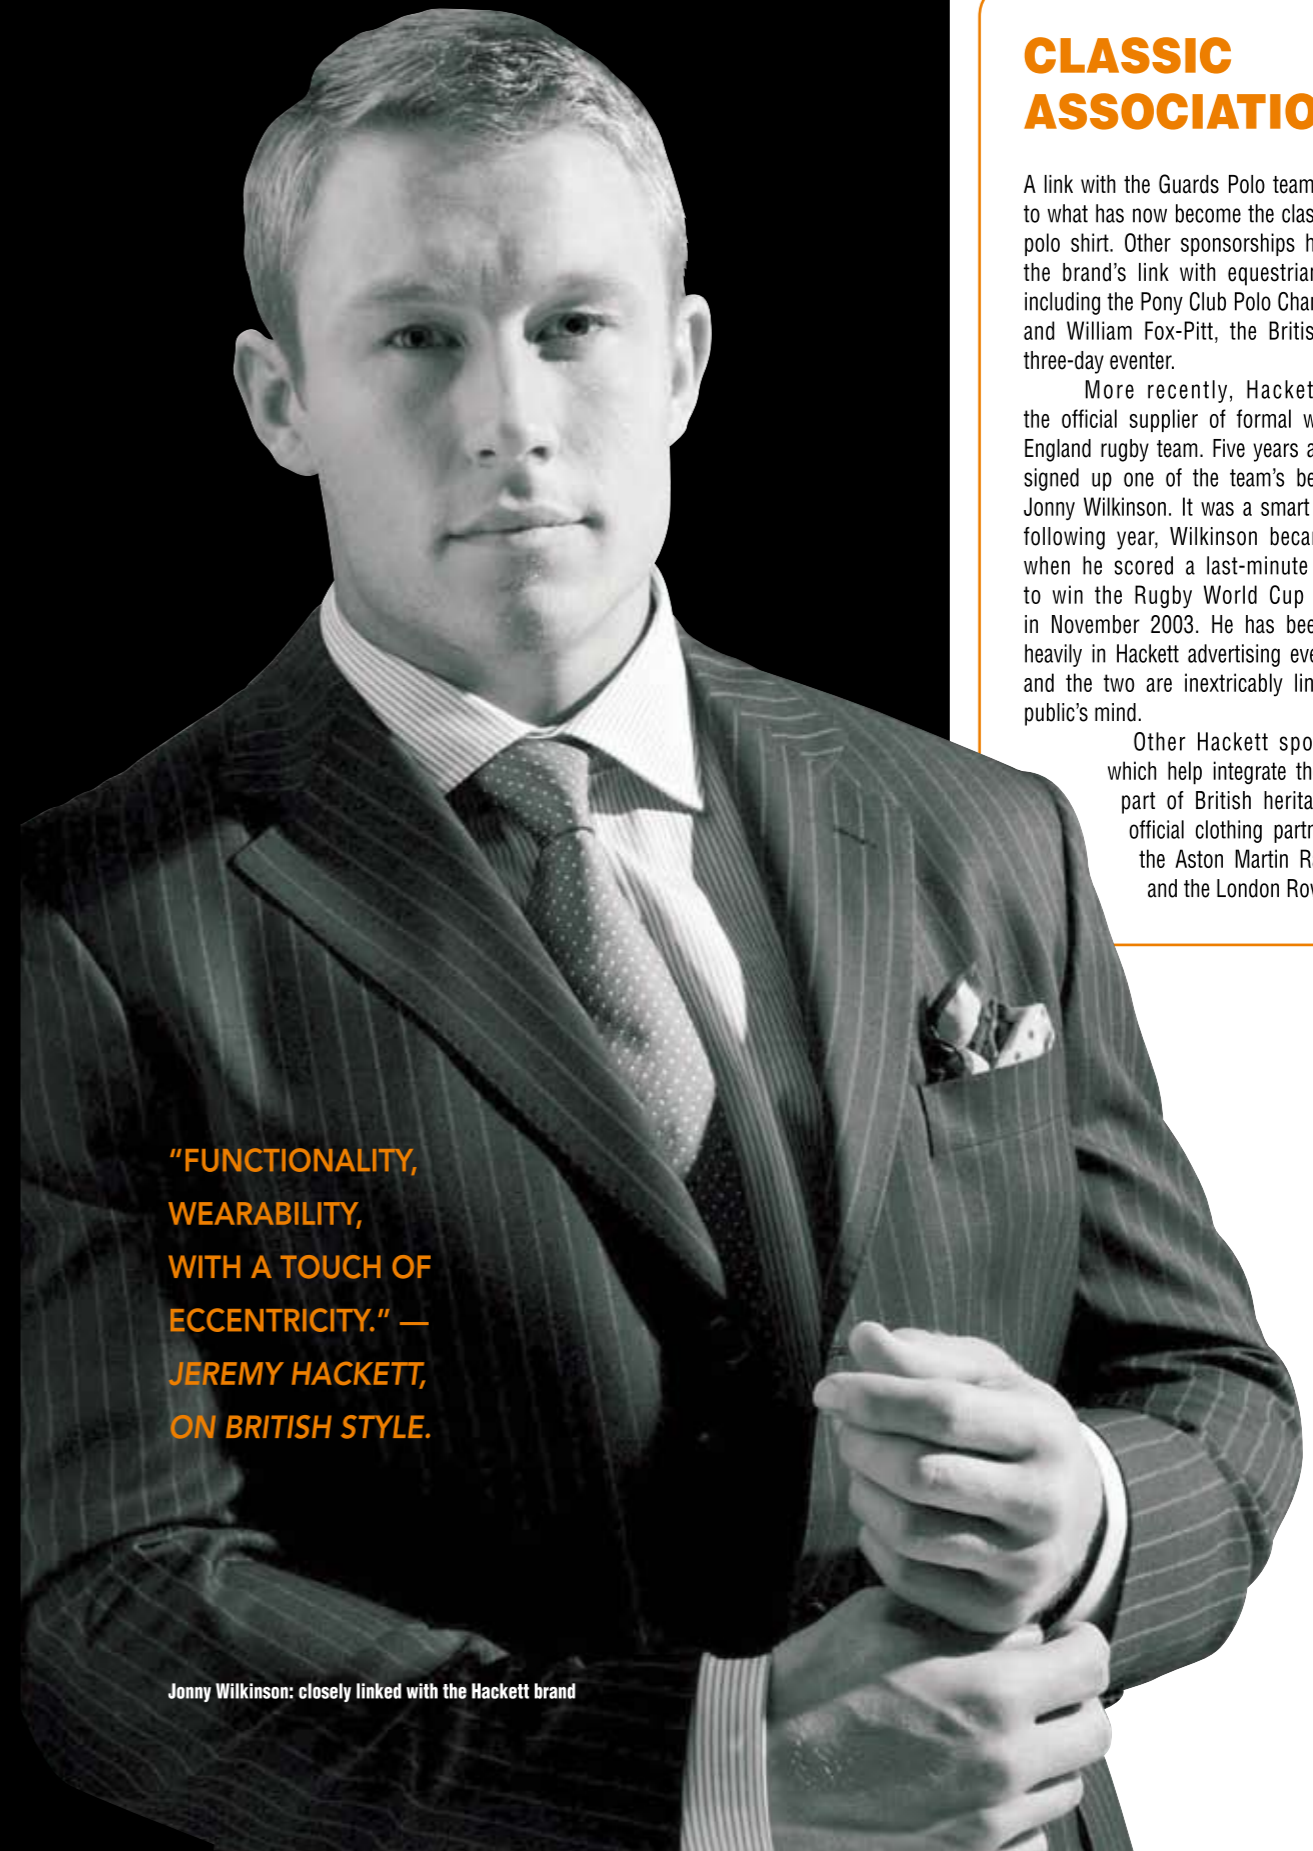 CLASSIC
ASSOCIATIO
A link with the Guards Polo team
to what has now become the clas
polo shirt. Other sponsorships h
the brand's link with equestrian
including the Pony Club Polo Cha
and William Fox-Pitt, the Britis
three-day eventer.
More recently, Hackett
the official supplier of formal w
England rugby team. Five years a
signed up one of the team's be
Jonny Wilkinson. It was a smart
following year, Wilkinson beca
when he scored a last-minute
to win the Rugby World Cup
in November 2003. He has bee
heavily in Hackett advertising eve
and the two are inextricably lin
public's mind.
Other Hackett spo
which help integrate th
part of British herita
official clothing partn
the Aston Martin R
and the London Rov
"FUNCTIONALITY,
WEARABILITY,
WITH A TOUCH OF
ECCENTRICITY." —
JEREMY HACKETT,
ON BRITISH STYLE.
Jonny Wilkinson: closely linked with the Hackett brand